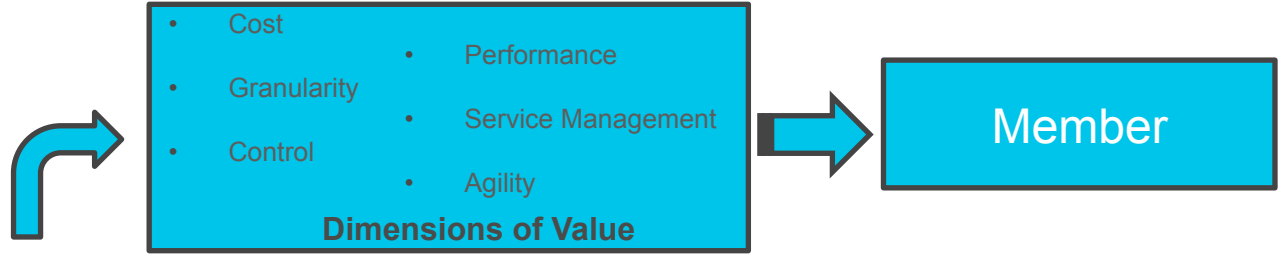 • Cost
• Granularity
• Control
• Performance
• Service Management
• Agility
Dimensions of Value
Member